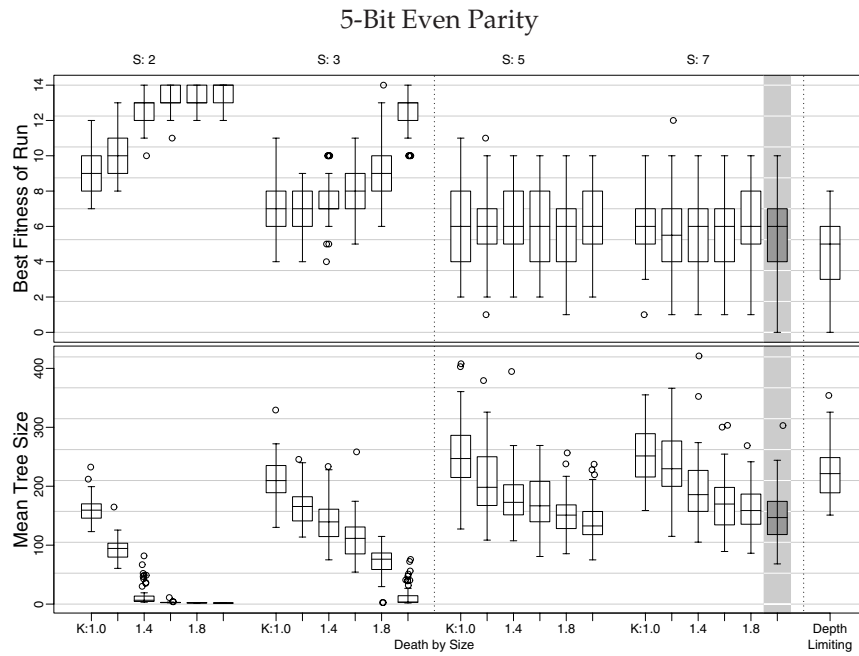 5-Bit Even Parity
S: 2 S: 3 S: 5 S: 7
Best Fitness of Run
14
12
10
8
6
4
2
0
Mean Tree Size
400
300
200
100
0
K:1.0 1.4 1.8 K:1.0 1.4 1.8 K:1.0 1.4 1.8 K:1.0 1.4 1.8 Depth
Death by Size Limiting